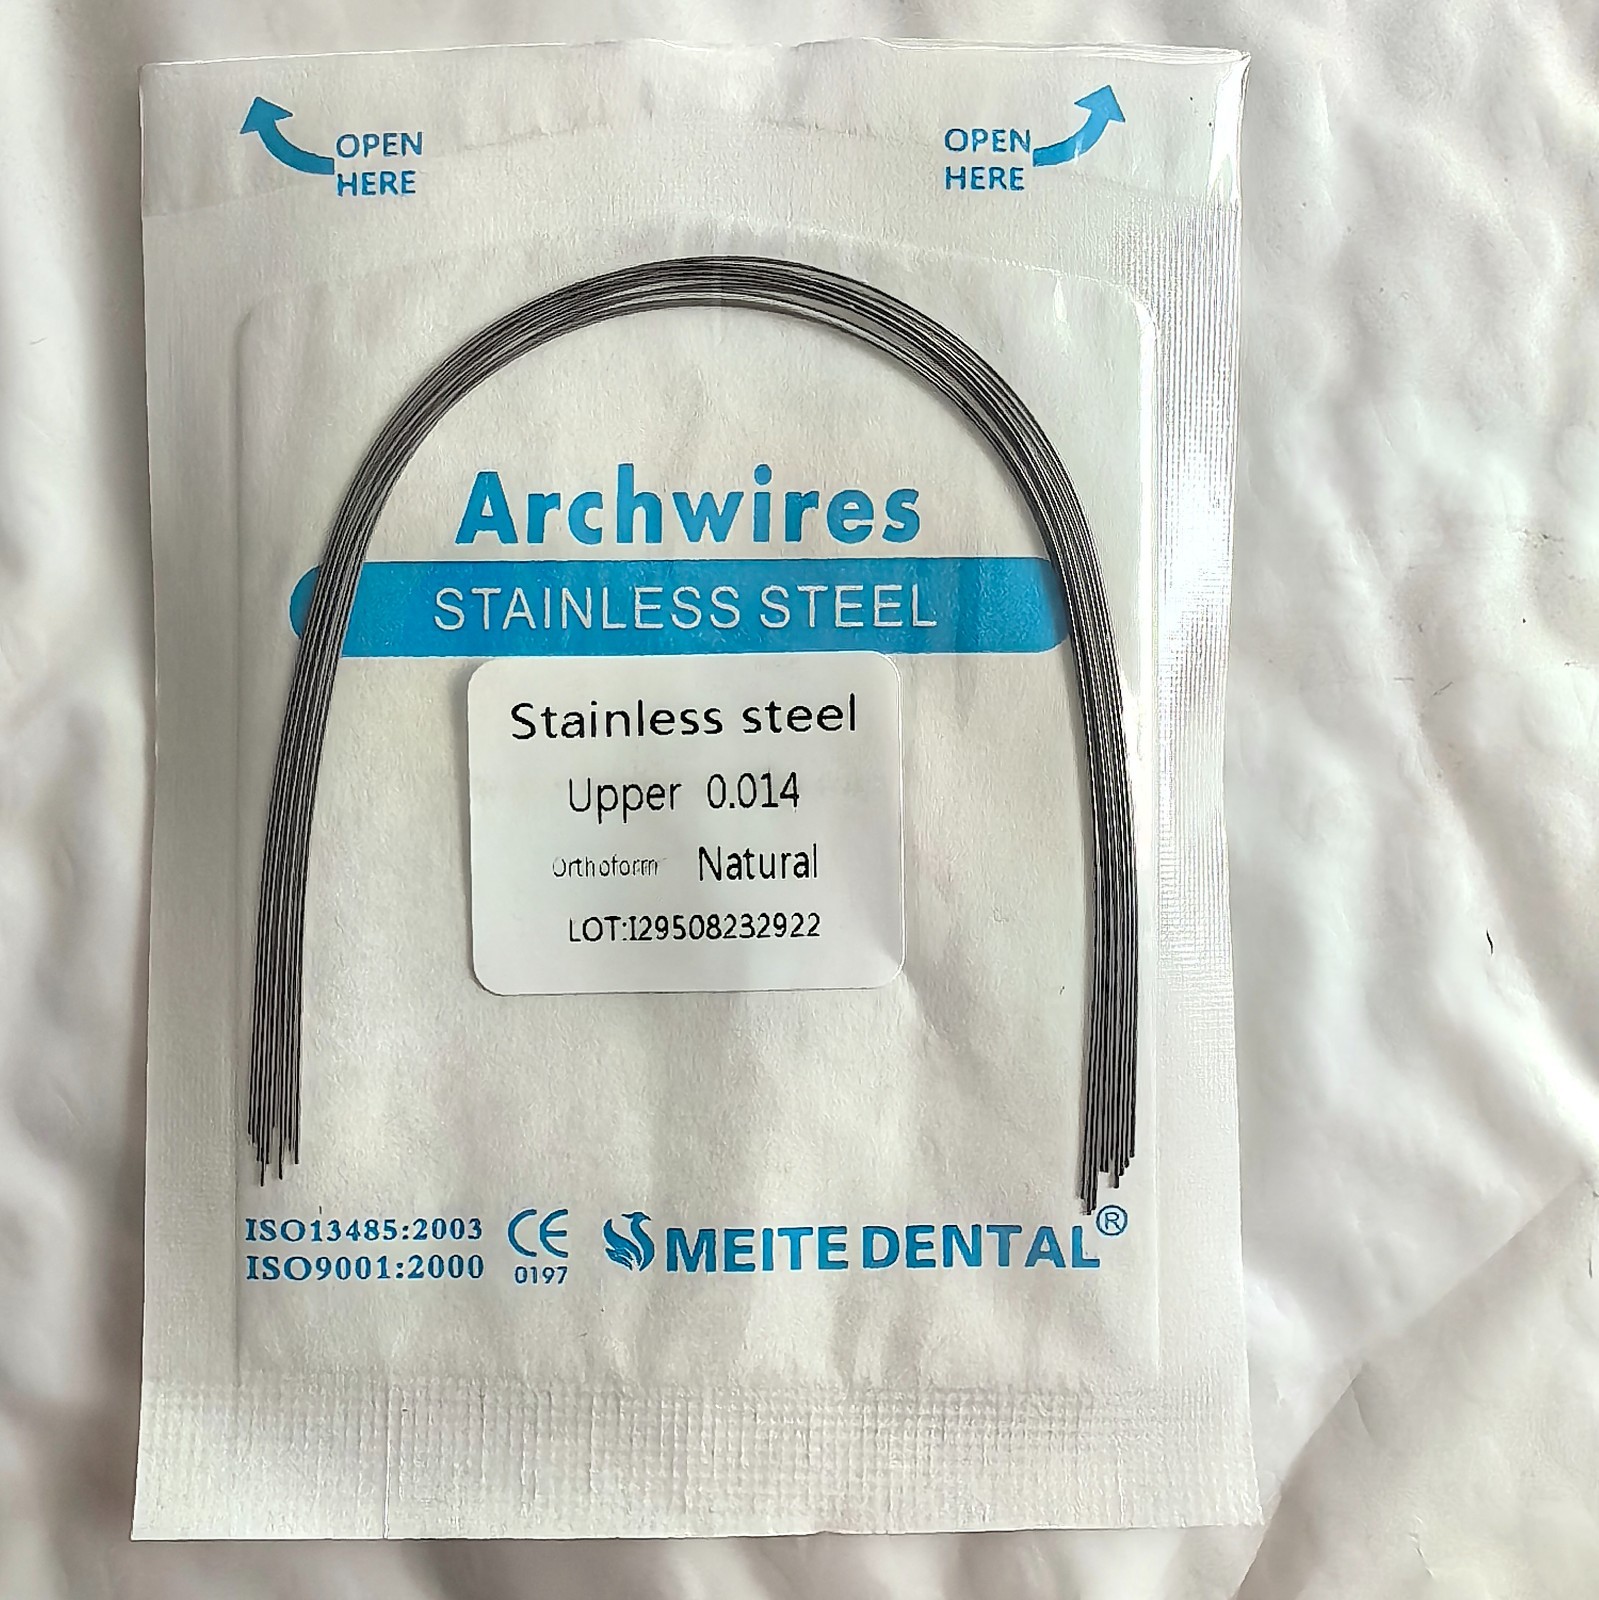 OPEN
HERE
OPEN
HERE
Archwires
STAINLESS STEEL
Stainless steel
Upper 0.014
Orthoform Natural
LOT:I29508232922
ISO13485:2003
ISO9001:2000
CE
0197
MEITE DENTAL®